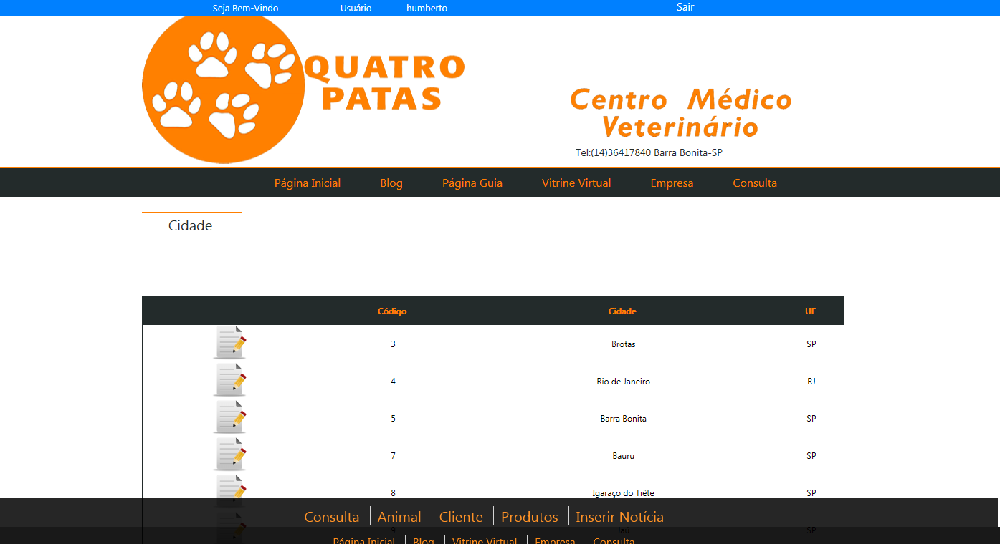 Seja Bem-Vindo Usuário humberto Sair
QUATRO
PATAS
Centro Médico
Veterinário
Tel:(14)36417840 Barra Bonita-SP
Página Inicial Blog Página Guia Vitrine Virtual Empresa Consulta
Cidade
Código Cidade UF
3 Brotas SP
4 Rio de Janeiro RJ
5 Barra Bonita SP
7 Bauru SP
8 Igaraço do Tiête SP
Consulta Animal Cliente Produtos Inserir Notícia
9 Jaú SP
Página Inicial Blog Vitrine Virtual Empresa Consulta